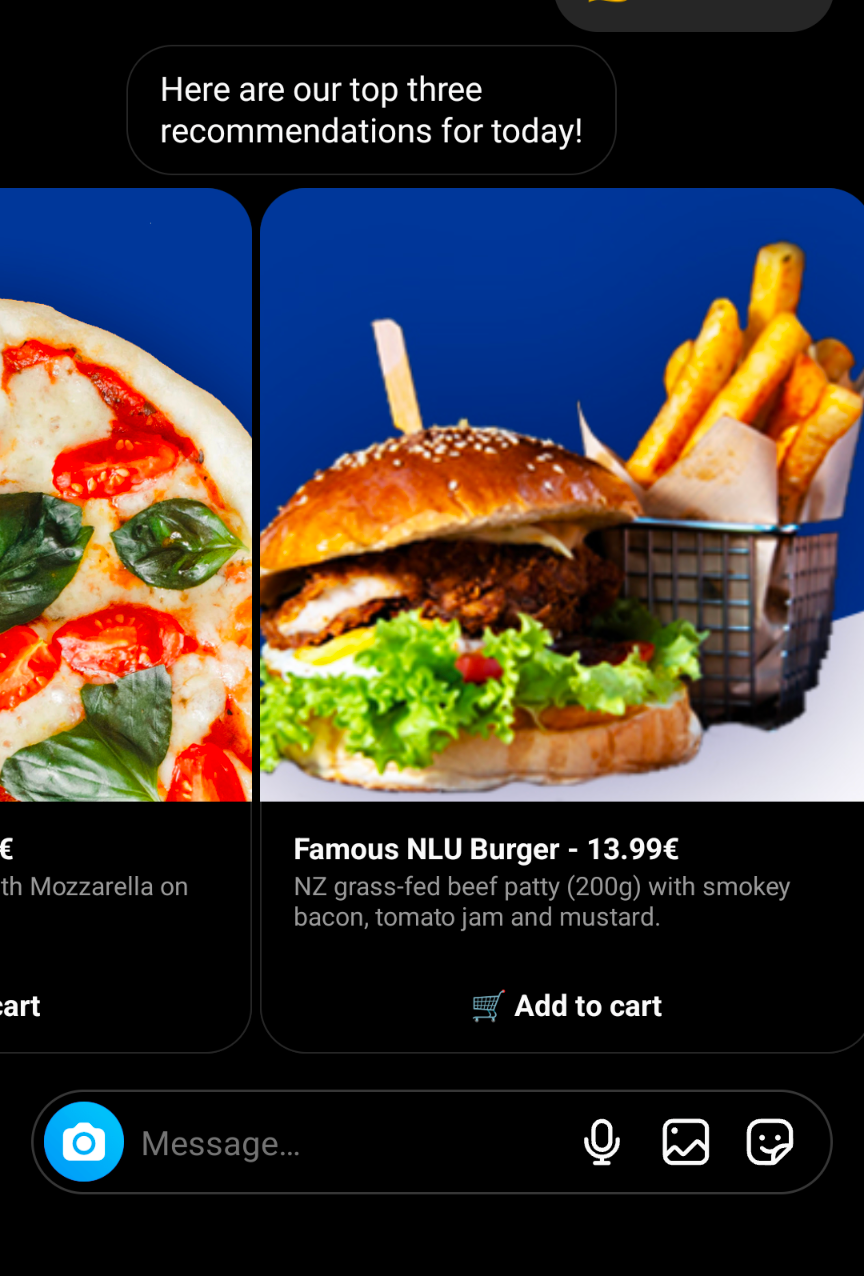 Here are our top three
recommendations for today!
€
th Mozzarella on
cart
Famous NLU Burger - 13.99€
NZ grass-fed beef patty (200g) with smokey
bacon, tomato jam and mustard.
Add to cart
Message…